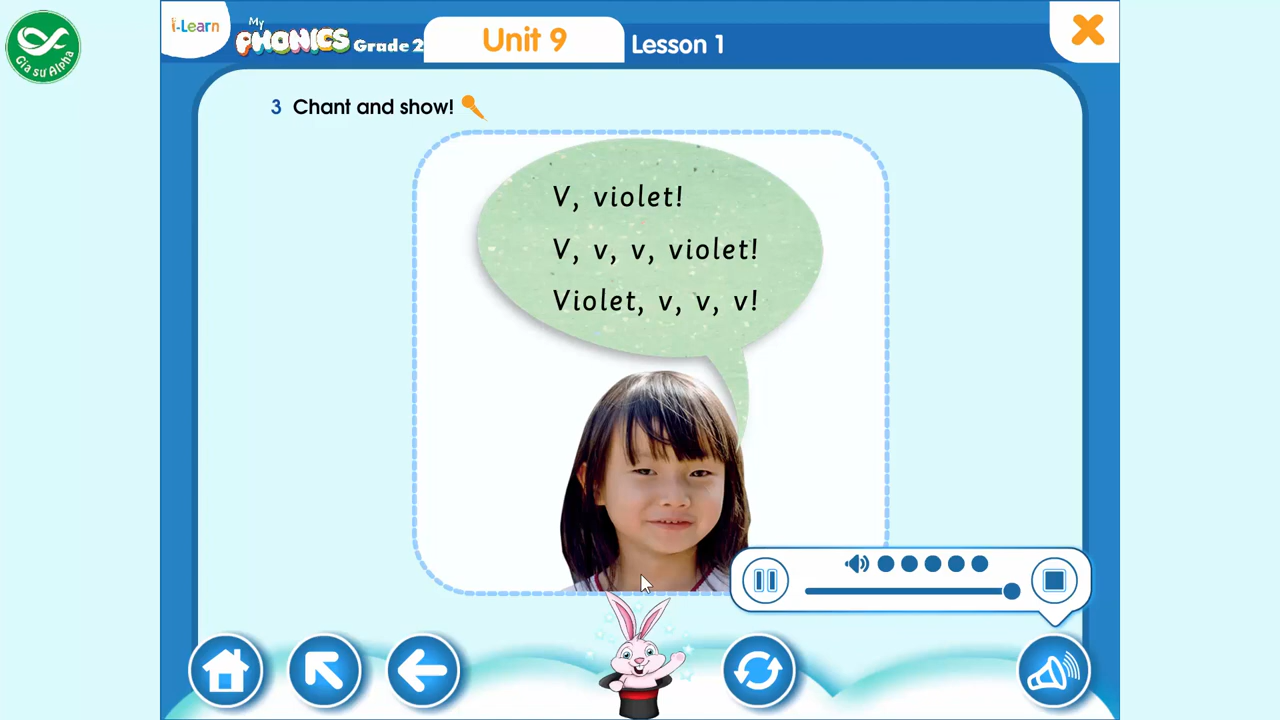 Gia sư Alpha
i-Learn
My
PHONICS Grade 2
Unit 9
Lesson 1
3 Chant and show!
V, violet!
V, v, v, violet!
Violet, v, v, v!